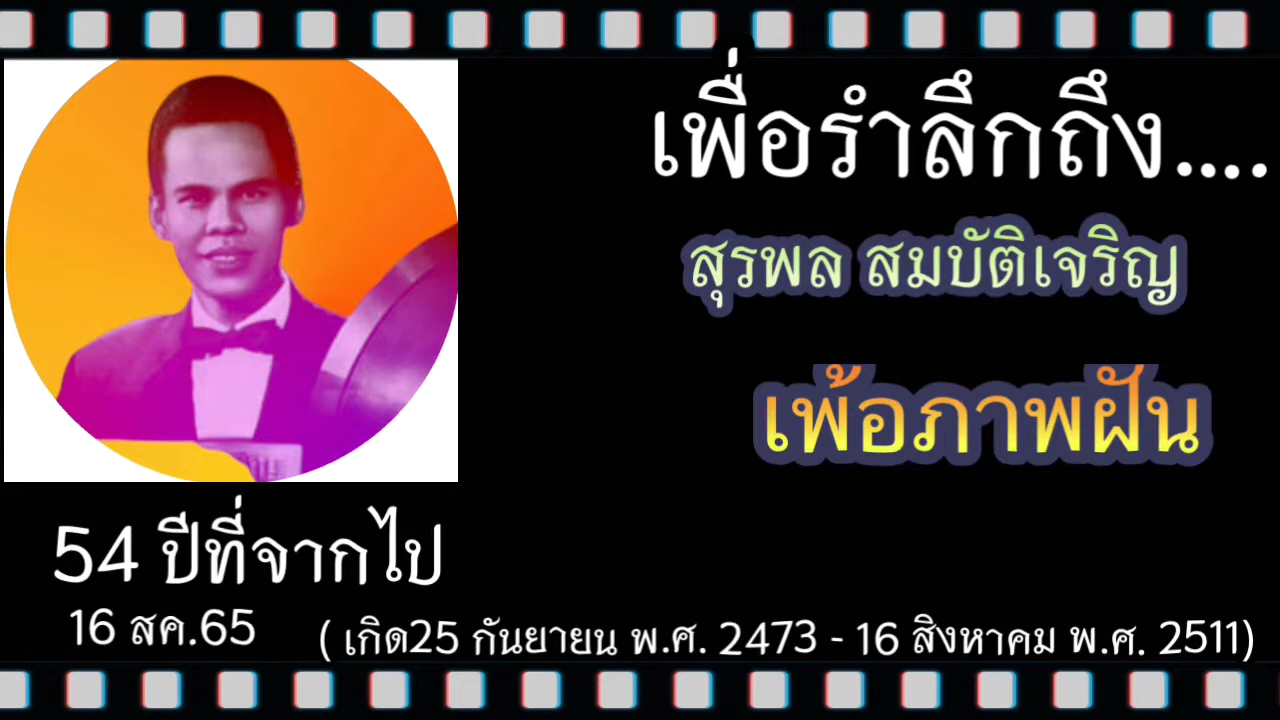 เพื่อรำลึกถึง....
สุรพล สมบัติเจริญ
เพ้อภาพฝัน
54 ปีที่จากไป
16 สค.65
( เกิด25 กันยายน พ.ศ. 2473 - 16 สิงหาคม พ.ศ. 2511)